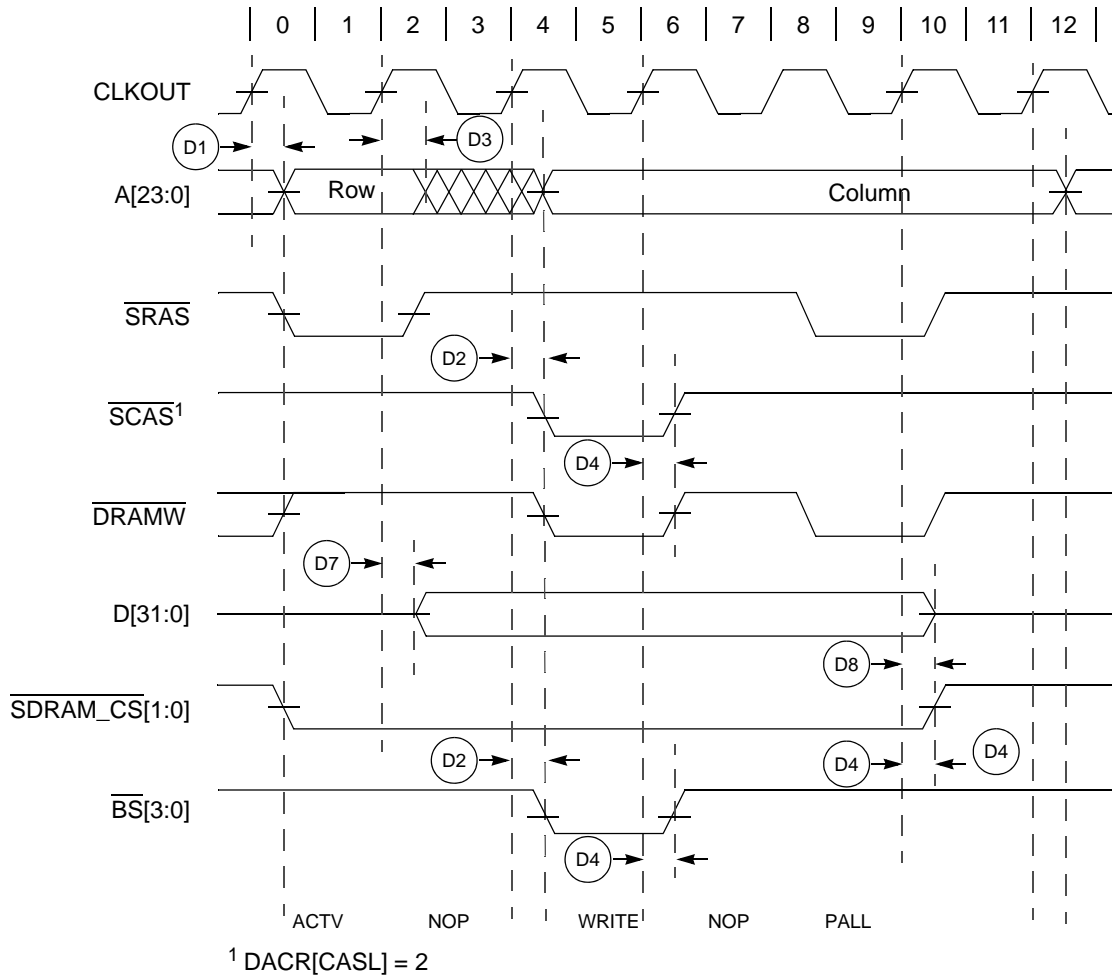 0 1 2 3 4 5 6 7 8 9 10 11 12
CLKOUT
D1
D3
A[23:0]
Row
Column
SRAS
D2
SCAS¹
D4
DRAMW
D7
D[31:0]
D8
SDRAM_CS[1:0]
D2
D4
D4
BS[3:0]
D4
ACTV NOP WRITE NOP PALL
¹ DACR[CASL] = 2